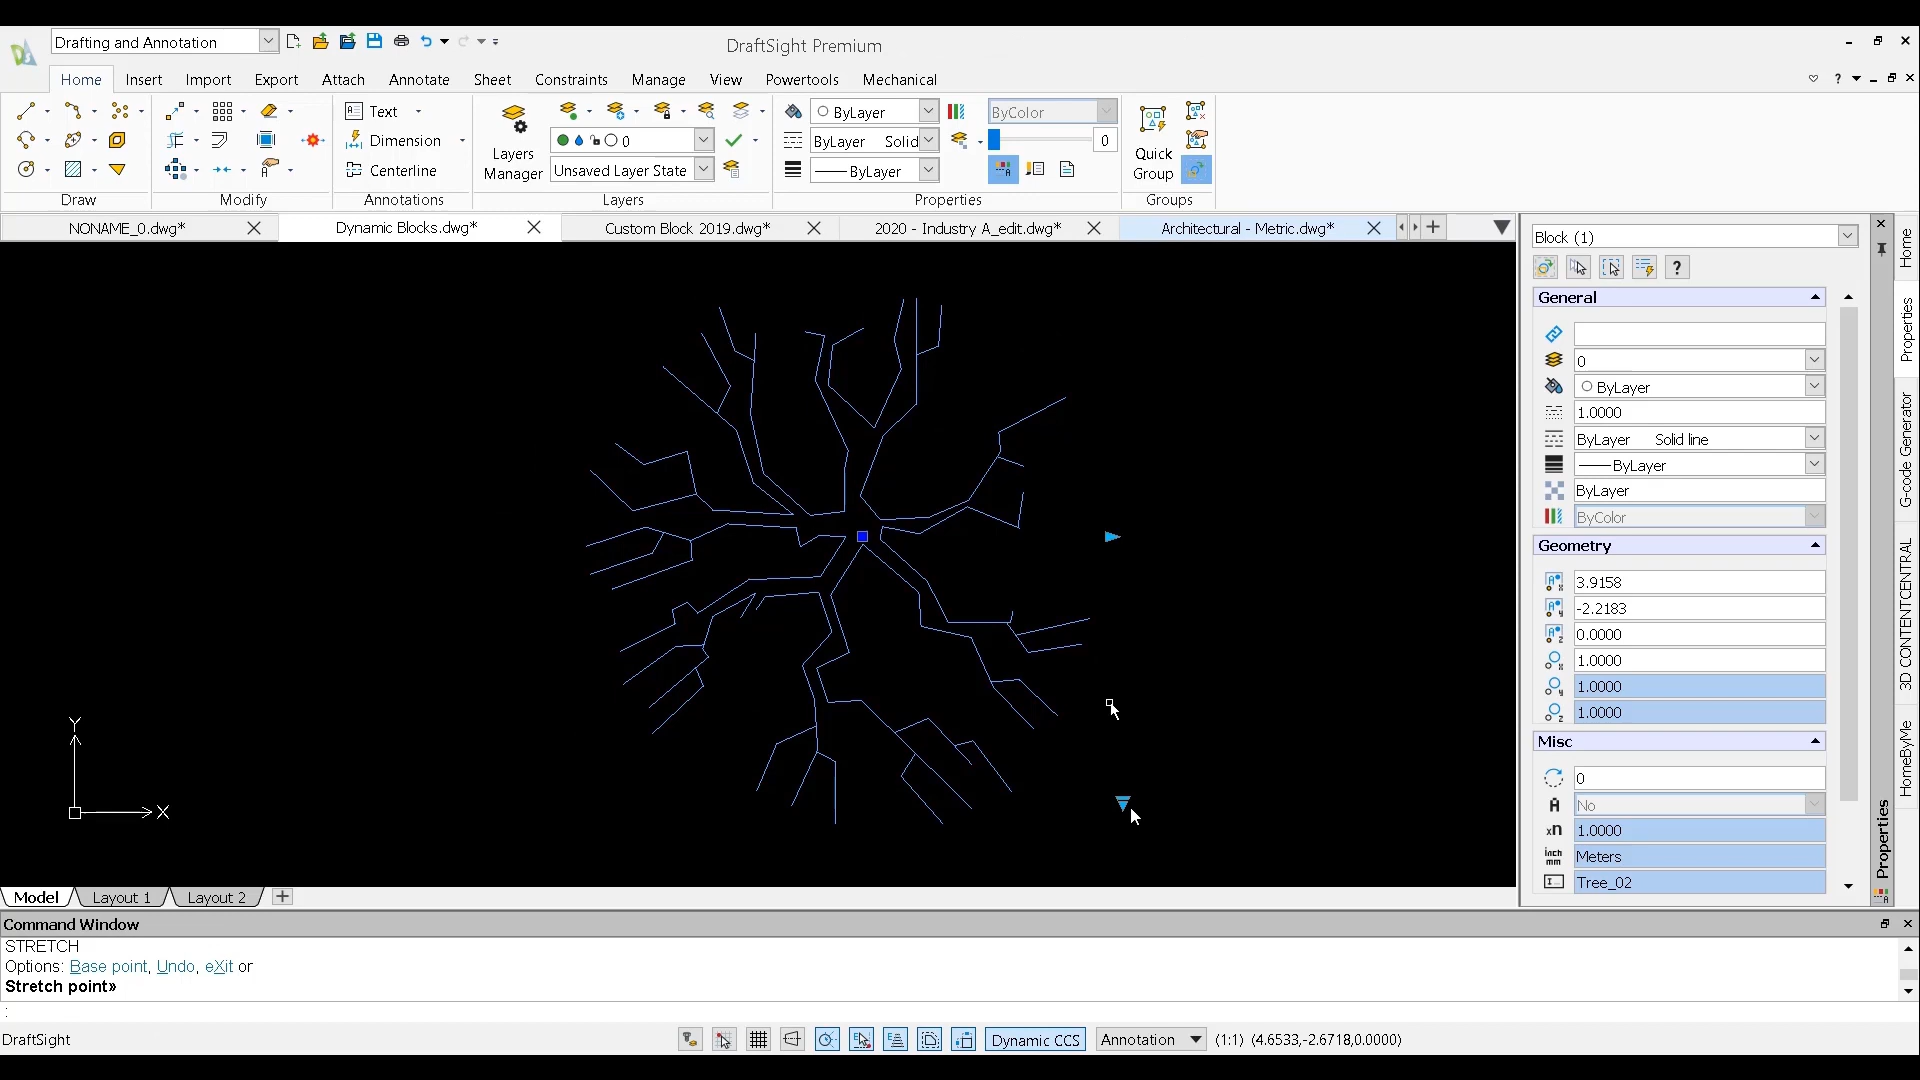 Drafting and Annotation
DraftSight Premium
Home Insert Import Export Attach Annotate Sheet Constraints Manage View Powertools Mechanical
Text
Dimension
Centerline
Layers Manager
0
Unsaved Layer State
ByLayer
ByLayer Solid
ByLayer
ByColor
0
Quick Group
Draw Modify Annotations Layers Properties Groups
NONAME_0.dwg* Dynamic Blocks.dwg* Custom Block 2019.dwg* 2020 - Industry A_edit.dwg* Architectural - Metric.dwg*
Block (1)
General
0
ByLayer
1.0000
ByLayer Solid line
ByLayer
ByLayer
ByColor
Geometry
3.9158
-2.2183
0.0000
1.0000
1.0000
1.0000
Misc
0
No
xn 1.0000
inch mm Meters
Tree_02
Home
Properties
G-code Generator
3D CONTENTCENTRAL
HomeByMe
Properties
Y
X
Model Layout 1 Layout 2
Command Window
STRETCH
Options: Base point, Undo, eXit or
Stretch point»
:
DraftSight
Dynamic CCS
Annotation
(1:1) (4.6533,-2.6718,0.0000)